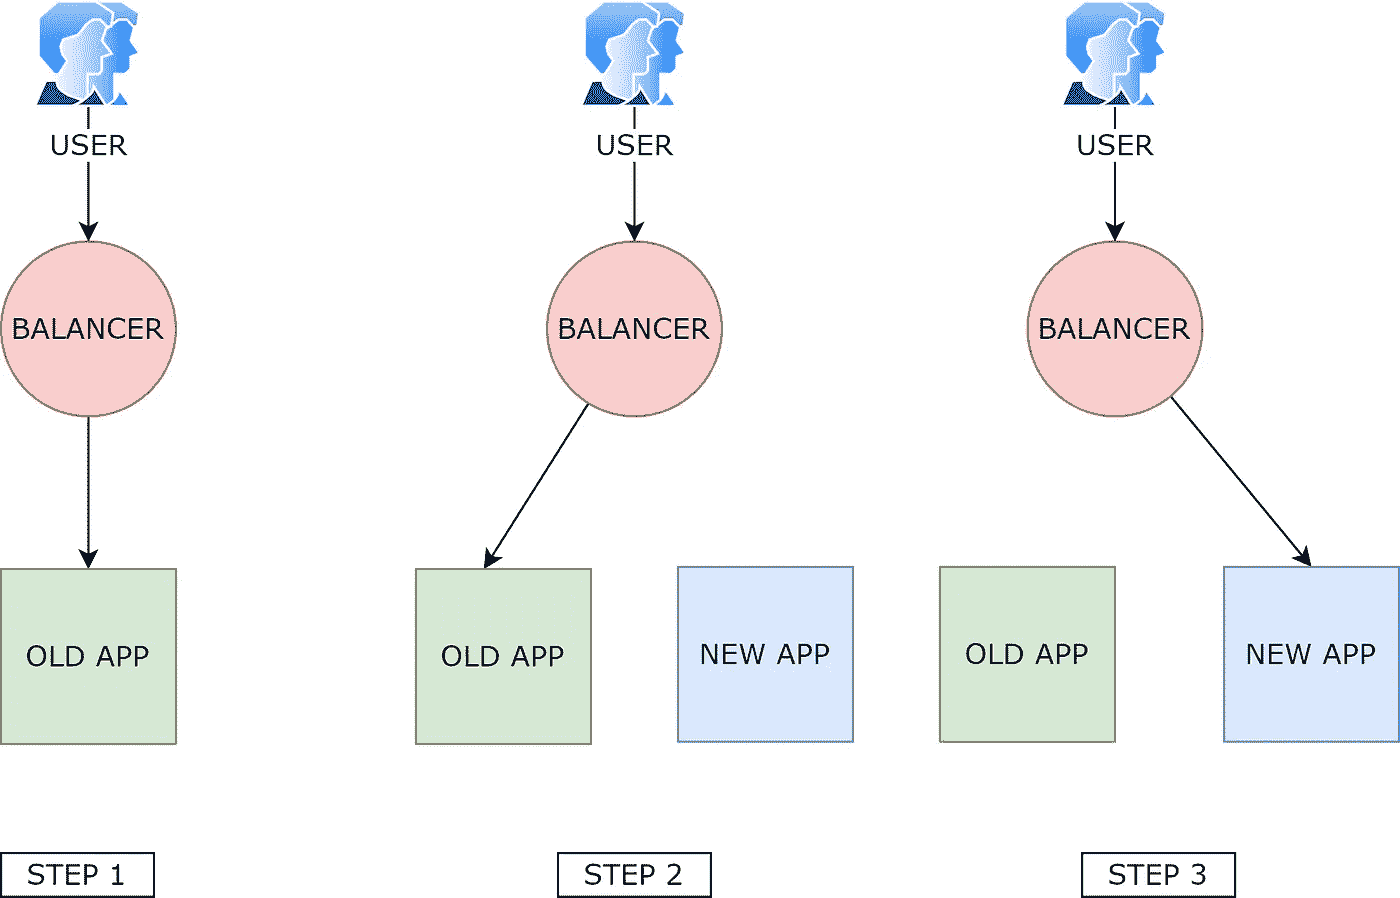 USER
BALANCER
OLD APP
STEP 1
USER
BALANCER
OLD APP
NEW APP
STEP 2
USER
BALANCER
OLD APP
NEW APP
STEP 3